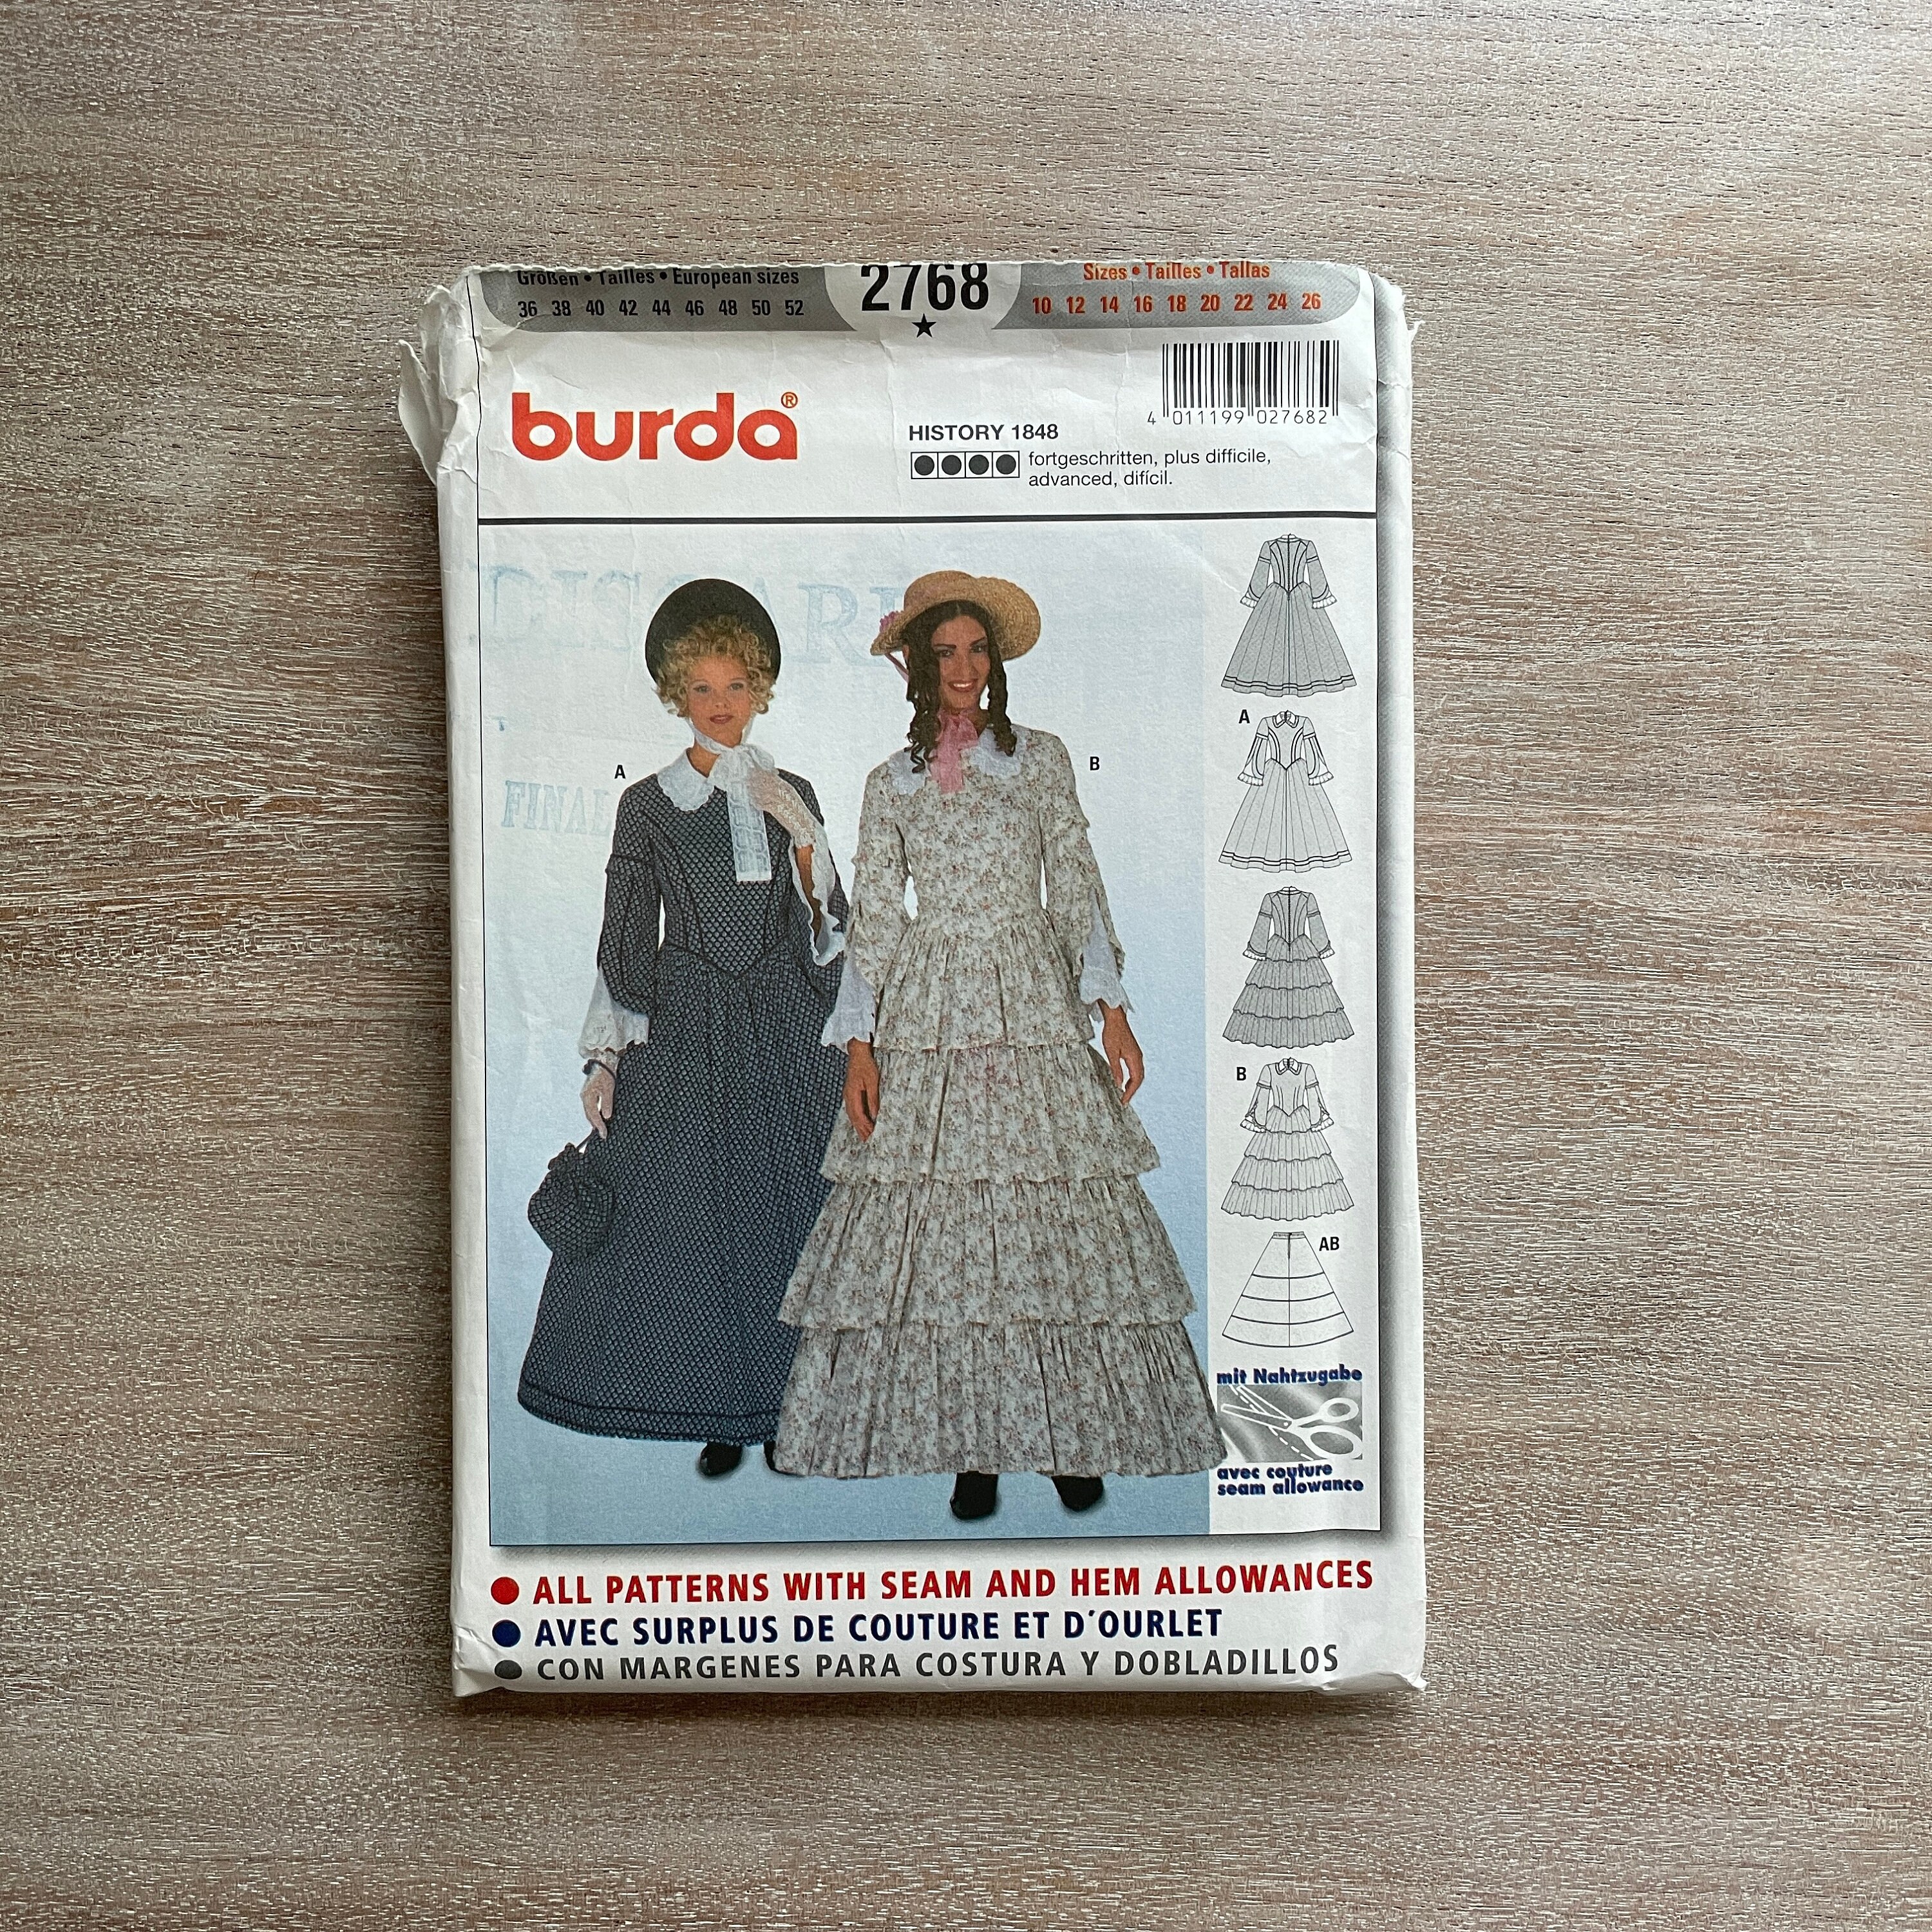 Größen • Tailles • European sizes
36 38 40 42 44 46 48 50 52
2768
Sizes • Tailles • Tallas
10 12 14 16 18 20 22 24 26
burda®
HISTORY 1848
fortgeschritten, plus difficile,
advanced, difícil.
4 011199 027682
A
B
FINAL
A
B
AB
mit Nahtzugabe
avec couture
seam allowance
ALL PATTERNS WITH SEAM AND HEM ALLOWANCES
AVEC SURPLUS DE COUTURE ET D'OURLET
CON MARGENES PARA COSTURA Y DOBLADILLOS